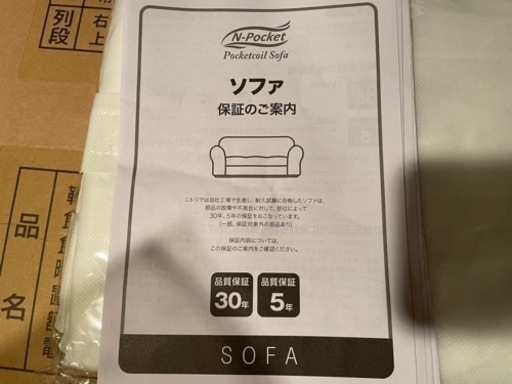 N-Pocket
Pocketcoil Sofa
ソファ
保証のご案内
ニトリでは自社工場で生産し、耐久試験に合格したソファは、
部品の故障や不具合に対して、部位によって
30年、5年の保証をおこなっています。
(一部、保証対象外の部品あり)
保証内容については、
この保証のご案内をご確認ください。
品質保証
30年
品質保証
5年
SOFA
列段
右
上
品
名